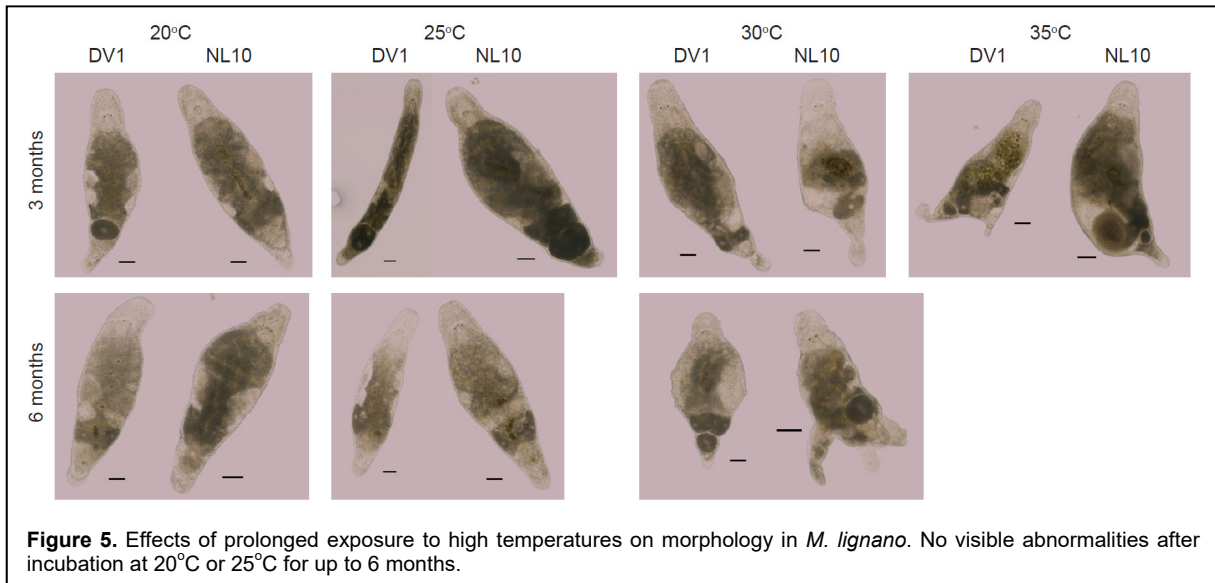 20°C 25°C 30°C 35°C
DV1 NL10 DV1 NL10 DV1 NL10 DV1 NL10
3 months
6 months
Figure 5. Effects of prolonged exposure to high temperatures on morphology in M. lignano. No visible abnormalities after
incubation at 20°C or 25°C for up to 6 months.